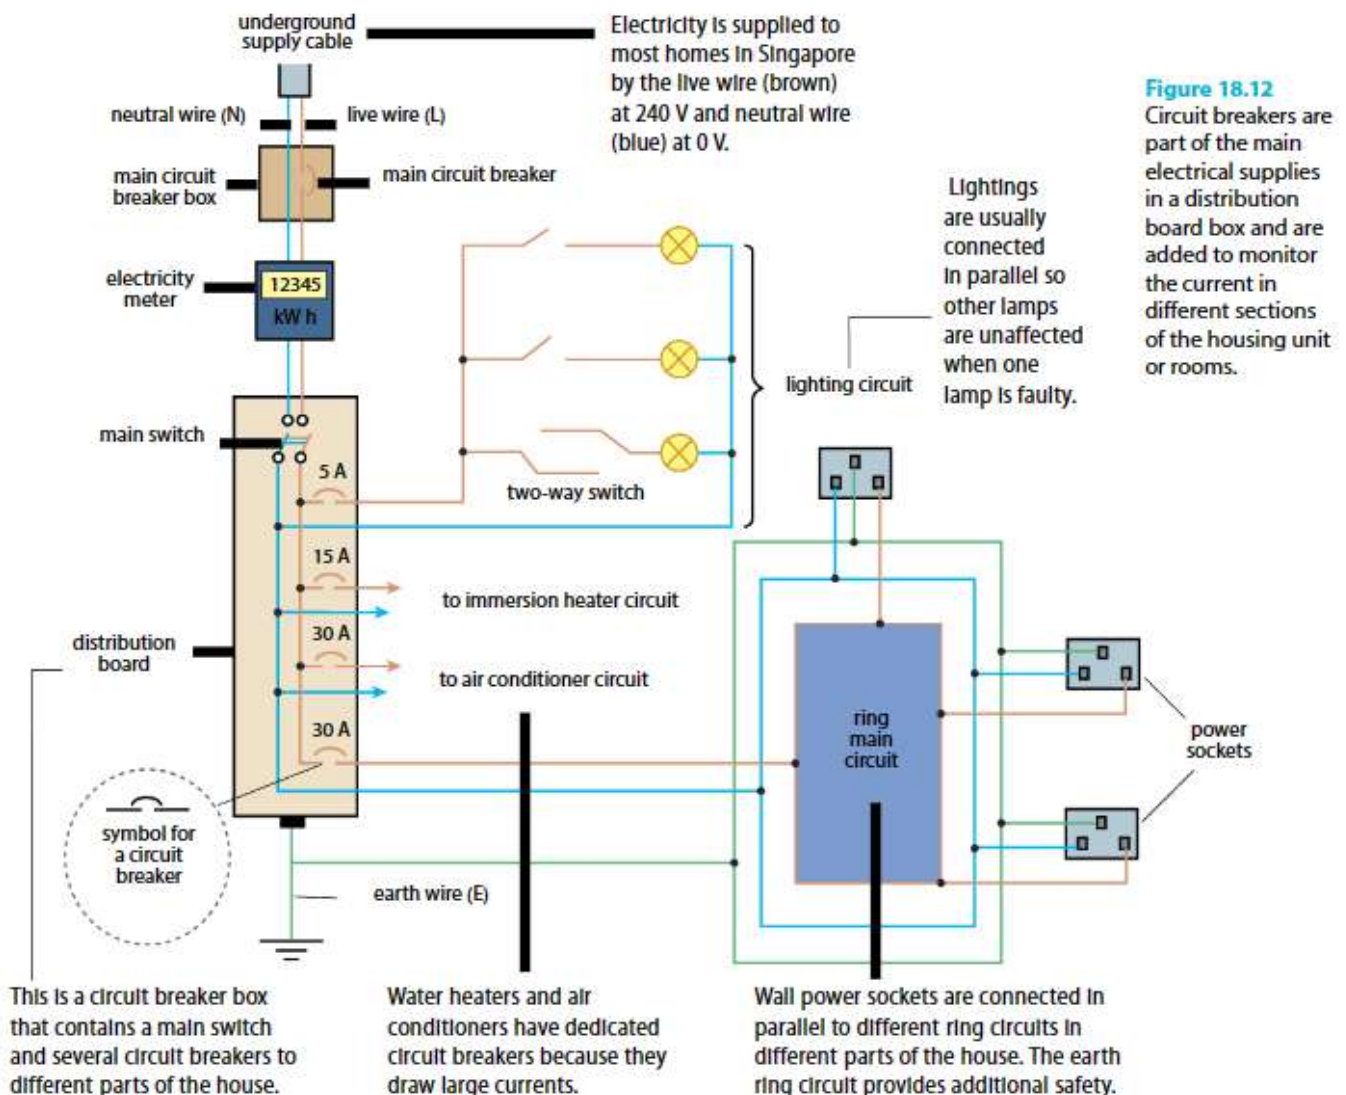 underground
supply cable
Electricity is supplied to
most homes in Singapore
by the live wire (brown)
at 240 V and neutral wire
(blue) at 0 V.
Figure 18.12
Circuit breakers are
part of the main
electrical supplies
in a distribution
board box and are
added to monitor
the current in
different sections
of the housing unit
or rooms.
neutral wire (N)
live wire (L)
main circuit
breaker box
main circuit breaker
Lightings
are usually
connected
in parallel so
other lamps
are unaffected
when one
lamp is faulty.
electricity
meter
12345
kW h
lighting circuit
main switch
5 A
two-way switch
15 A
to immersion heater circuit
30 A
to air conditioner circuit
distribution
board
30 A
ring
main
circuit
power
sockets
symbol for
a circuit
breaker
earth wire (E)
This is a circuit breaker box
that contains a main switch
and several circuit breakers to
different parts of the house.
Water heaters and air
conditioners have dedicated
circuit breakers because they
draw large currents.
Wall power sockets are connected in
parallel to different ring circuits in
different parts of the house. The earth
ring circuit provides additional safety.